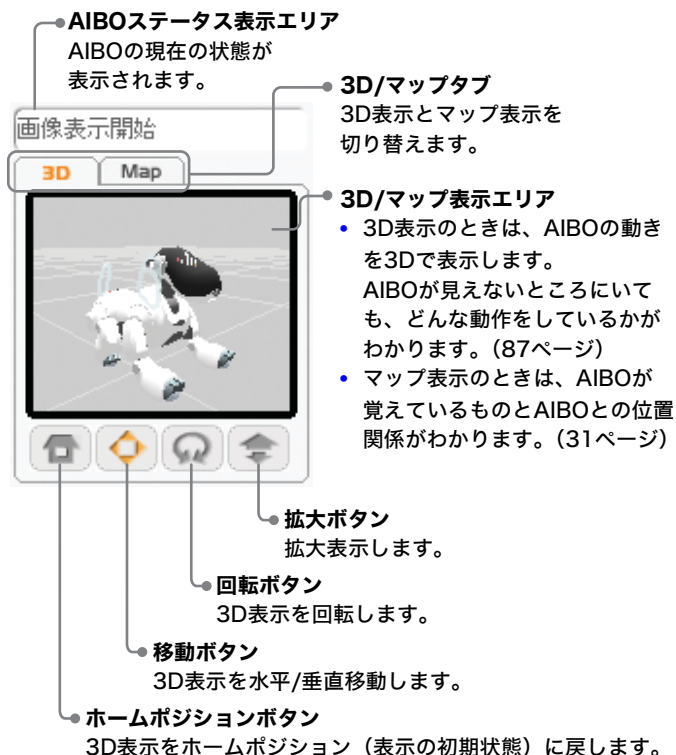 AIBOステータス表示エリア
AIBOの現在の状態が
表示されます。
画像表示開始
3D Map
3D/マップタブ
3D表示とマップ表示を
切り替えます。
3D/マップ表示エリア
• 3D表示のときは、AIBOの動き
を3Dで表示します。
AIBOが見えないところにいて
も、どんな動作をしているかが
わかります。(87ページ)
• マップ表示のときは、AIBOが
覚えているものとAIBOとの位置
関係がわかります。(31ページ)
拡大ボタン
拡大表示します。
回転ボタン
3D表示を回転します。
移動ボタン
3D表示を水平/垂直移動します。
ホームポジションボタン
3D表示をホームポジション（表示の初期状態）に戻します。